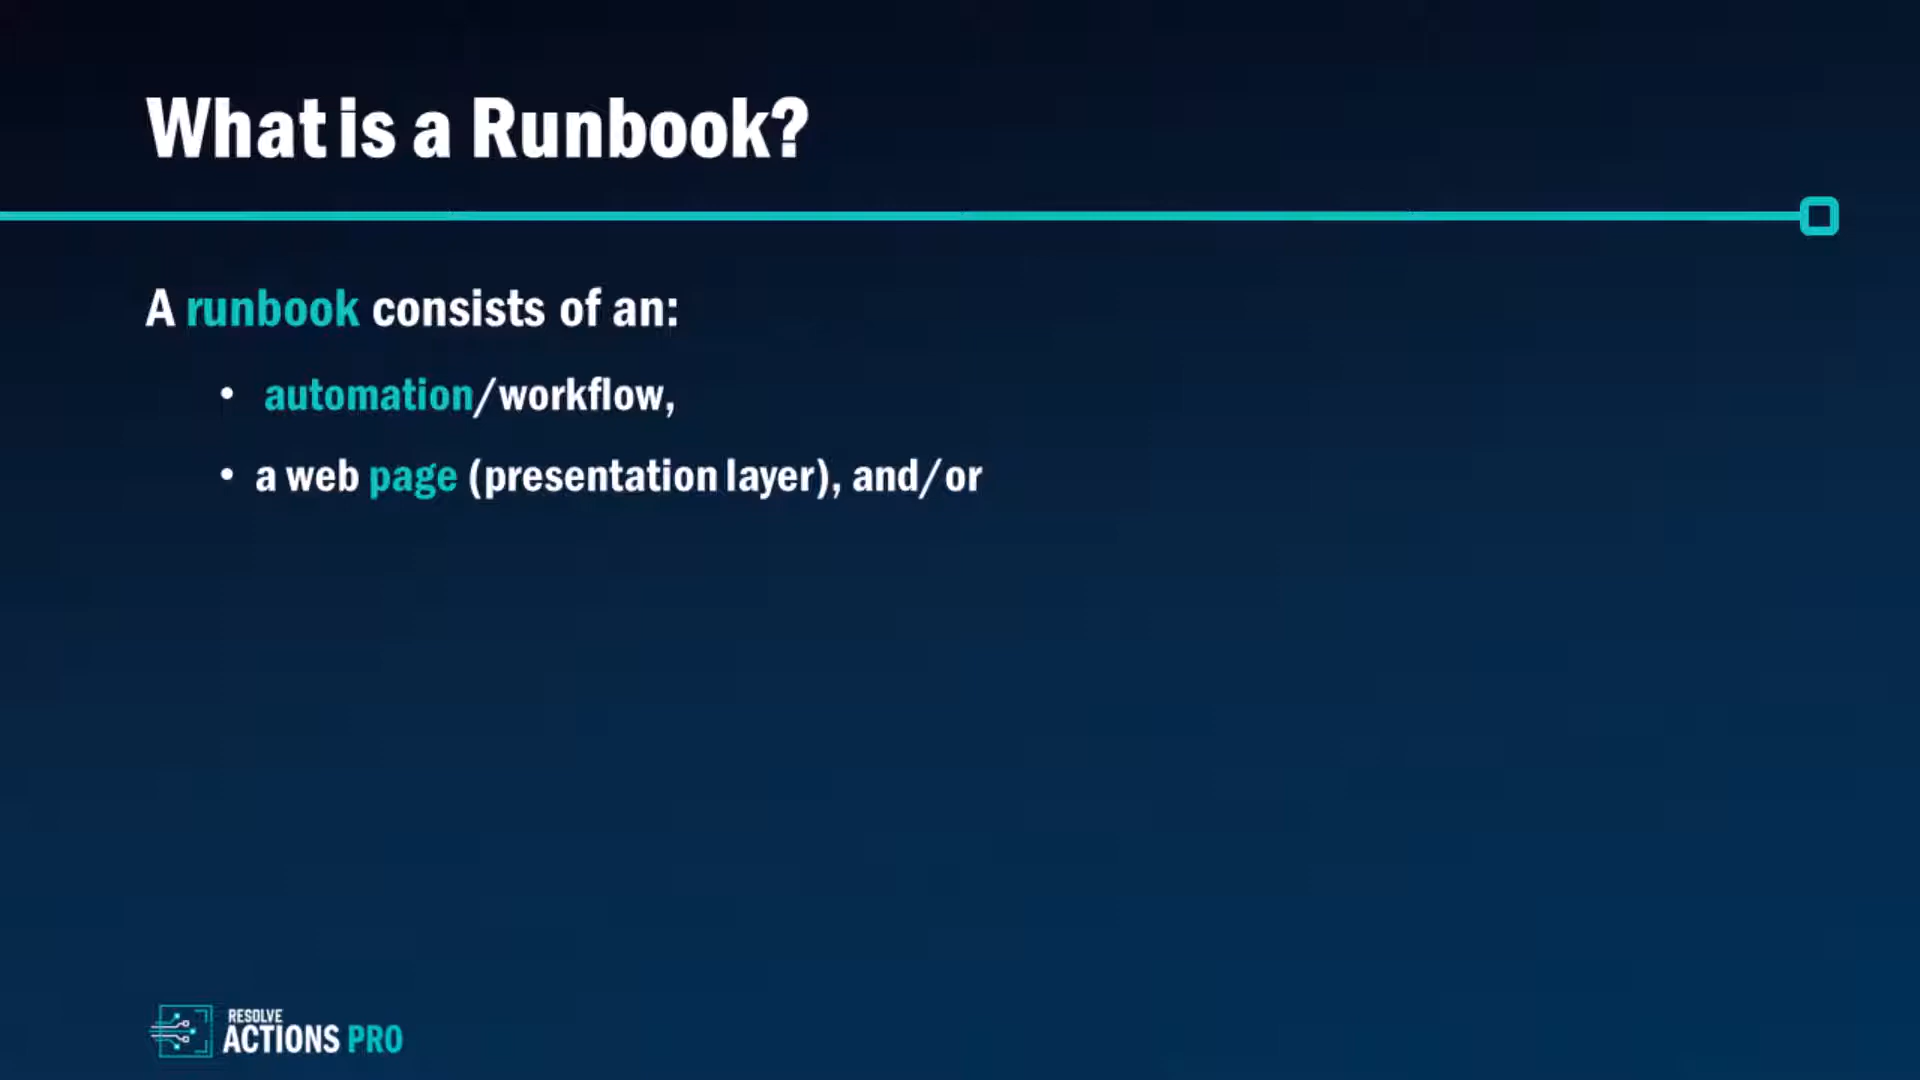 What is a Runbook?
A runbook consists of an:
• automation/workflow,
• a web page (presentation layer), and/or
RESOLVE
ACTIONS PRO